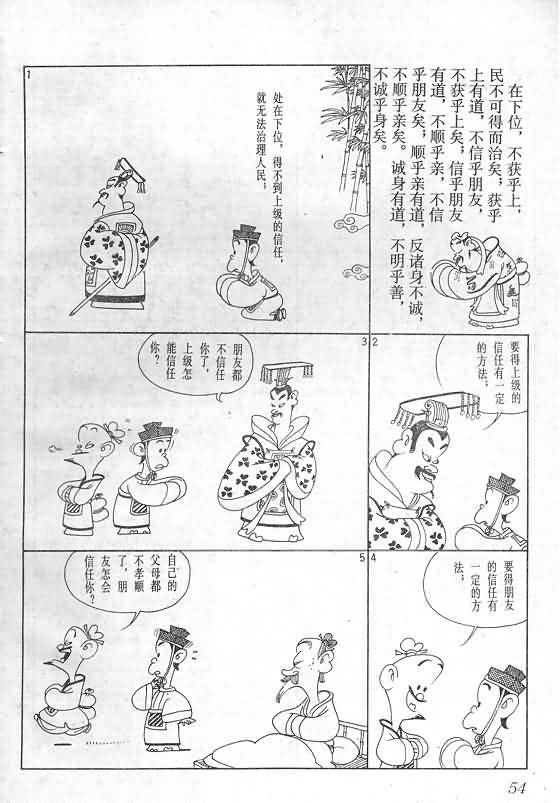 在下位，不获乎上，
民不可得而治矣；获乎
上有道，不信乎朋友，
不获乎上矣；信乎朋友
有道，不顺乎亲，不信
乎朋友矣；顺乎亲有道，反诸身不诚，
不顺乎亲矣。诚身有道，不明乎善，
不诚乎身矣。
1
处在下位，得不到上级的信任，
就无法治理人民；
2
要得上级的
信任有一定
的方法；
3
朋友都
不信任
你了，
上级怎
能信任
你？
4
要得朋友
的信任有
一定的方
法；
5
自己的
父母都
不孝顺
了，朋
友怎会
信任你？
54